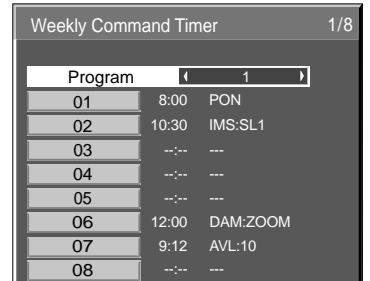 Weekly Command Timer 1/8
Program 1
01 8:00 PON
02 10:30 IMS:SL1
03 --:-- ---
04 --:-- ---
05 --:-- ---
06 12:00 DAM:ZOOM
07 9:12 AVL:10
08 --:-- ---